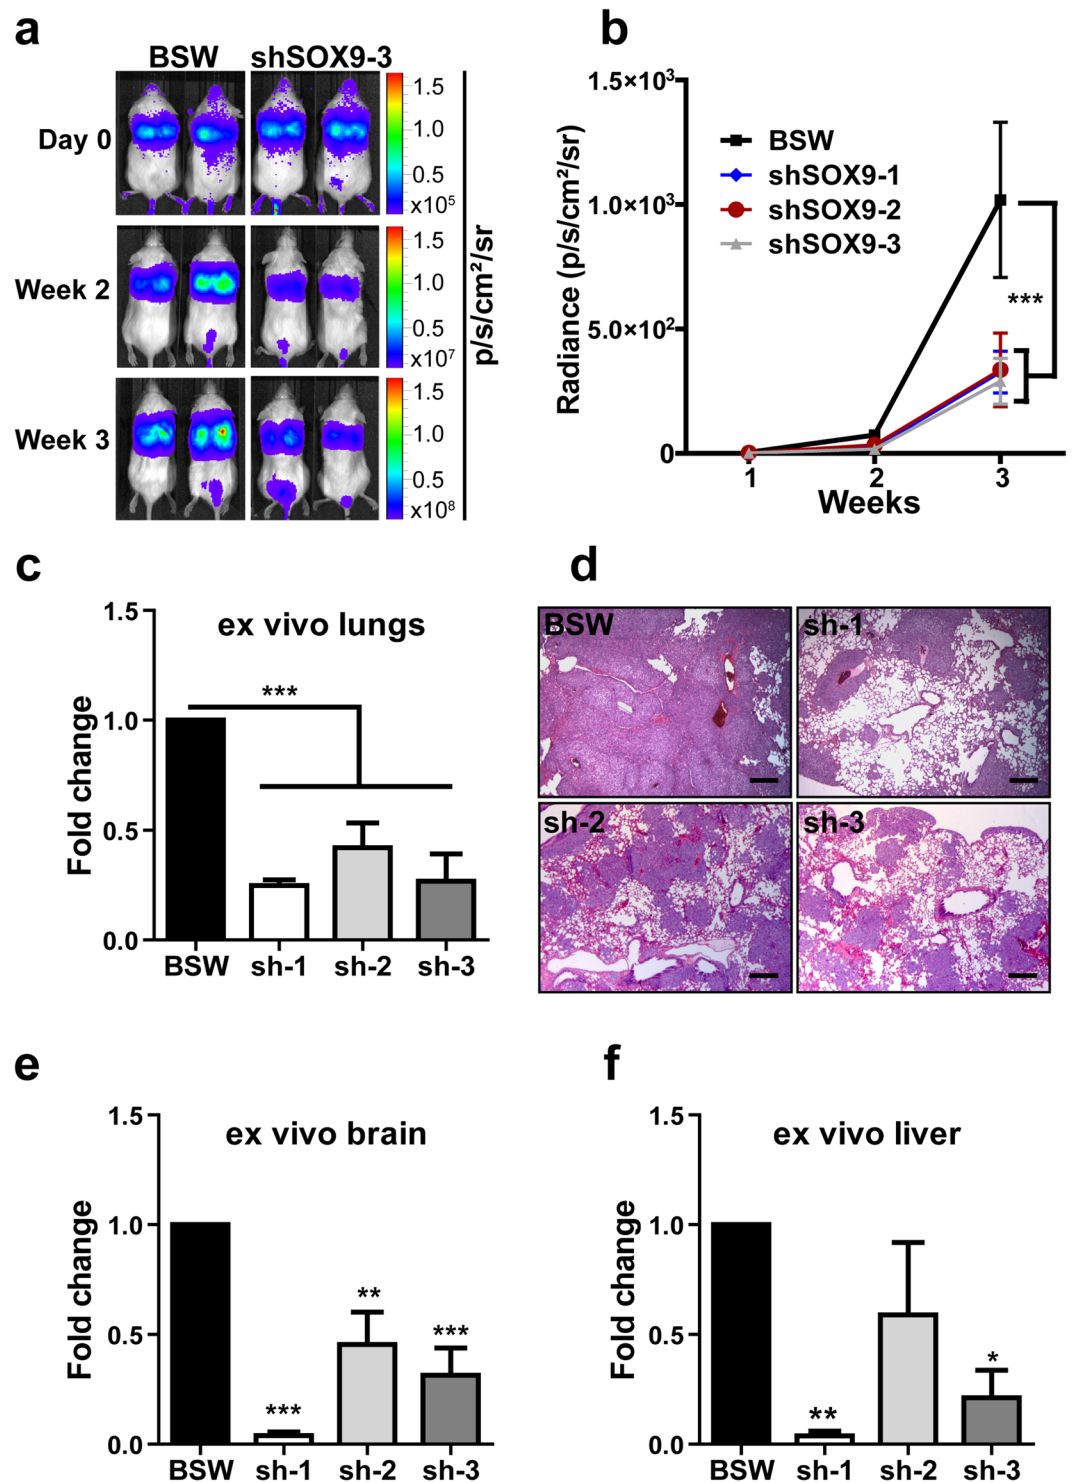 a
BSW shSOX9-3
Day 0
1.5
1.0
0.5
x10⁵
Week 2
1.5
1.0
0.5
x10⁷
Week 3
1.5
1.0
0.5
x10⁸
p/s/cm²/sr
b
Radiance (p/s/cm²/sr)
1.5×10³
1.0×10³
5.0×10²
0
BSW
shSOX9-1
shSOX9-2
shSOX9-3
***
1 2 3
Weeks
c
ex vivo lungs
Fold change
1.5
1.0
0.5
0.0
***
BSW sh-1 sh-2 sh-3
d
BSW
sh-1
sh-2
sh-3
e
ex vivo brain
Fold change
1.5
1.0
0.5
0.0
***
**
***
BSW sh-1 sh-2 sh-3
f
ex vivo liver
Fold change
1.5
1.0
0.5
0.0
**
*
BSW sh-1 sh-2 sh-3